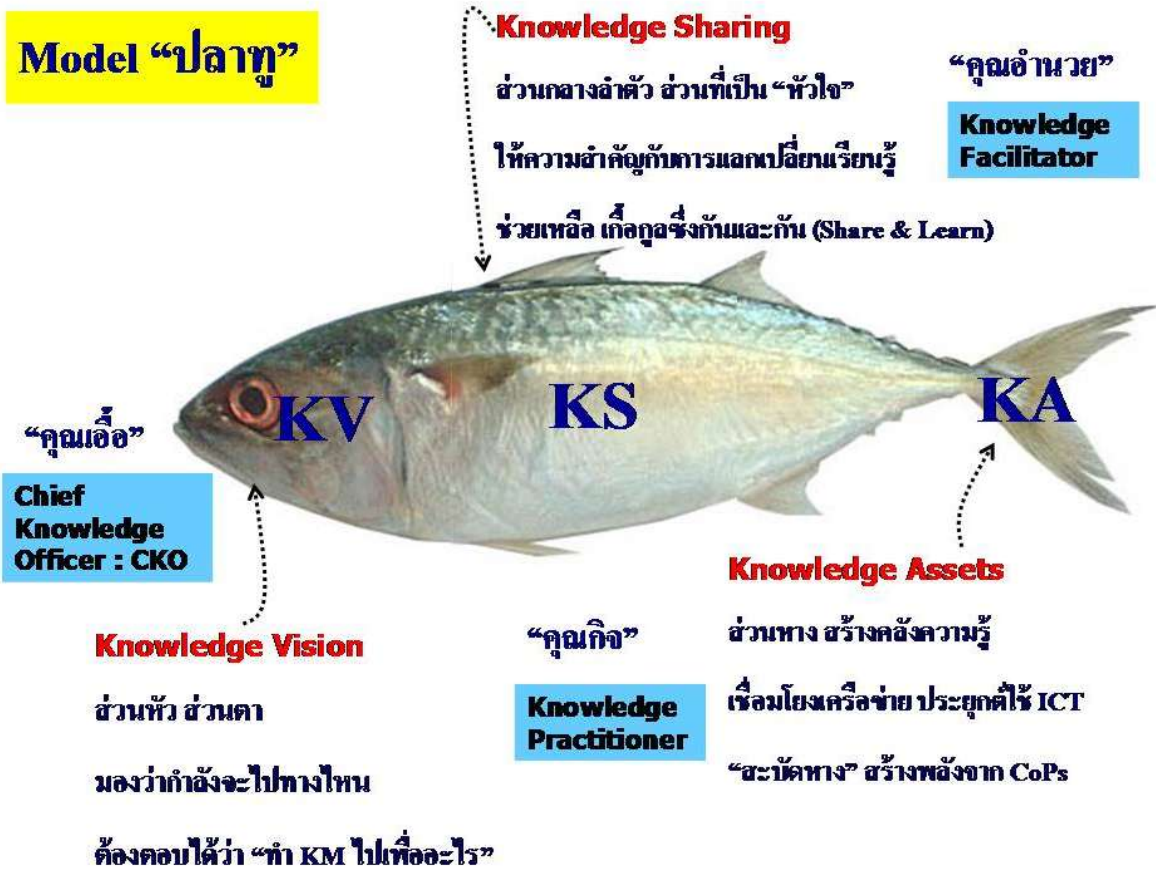 Model “ปลาทู”
Knowledge Sharing
ส่วนกลางลำตัว ส่วนที่เป็น “หัวใจ”
ให้ความสำคัญกับการแลกเปลี่ยนเรียนรู้
ช่วยเหลือ เกื้อกูลซึ่งกันและกัน (Share & Learn)
“คุณอำนวย”
Knowledge
Facilitator
KV
KS
KA
“คุณเอื้อ”
Chief
Knowledge
Officer : CKO
Knowledge Vision
ส่วนหัว ส่วนตา
มองว่ากำลังจะไปทางไหน
ต้องตอบได้ว่า “ทำ KM ไปเพื่ออะไร”
“คุณกิจ”
Knowledge
Practitioner
Knowledge Assets
ส่วนหาง สร้างคลังความรู้
เชื่อมโยงเครือข่าย ประยุกต์ใช้ ICT
“สะบัดหาง” สร้างพลังจาก CoPs